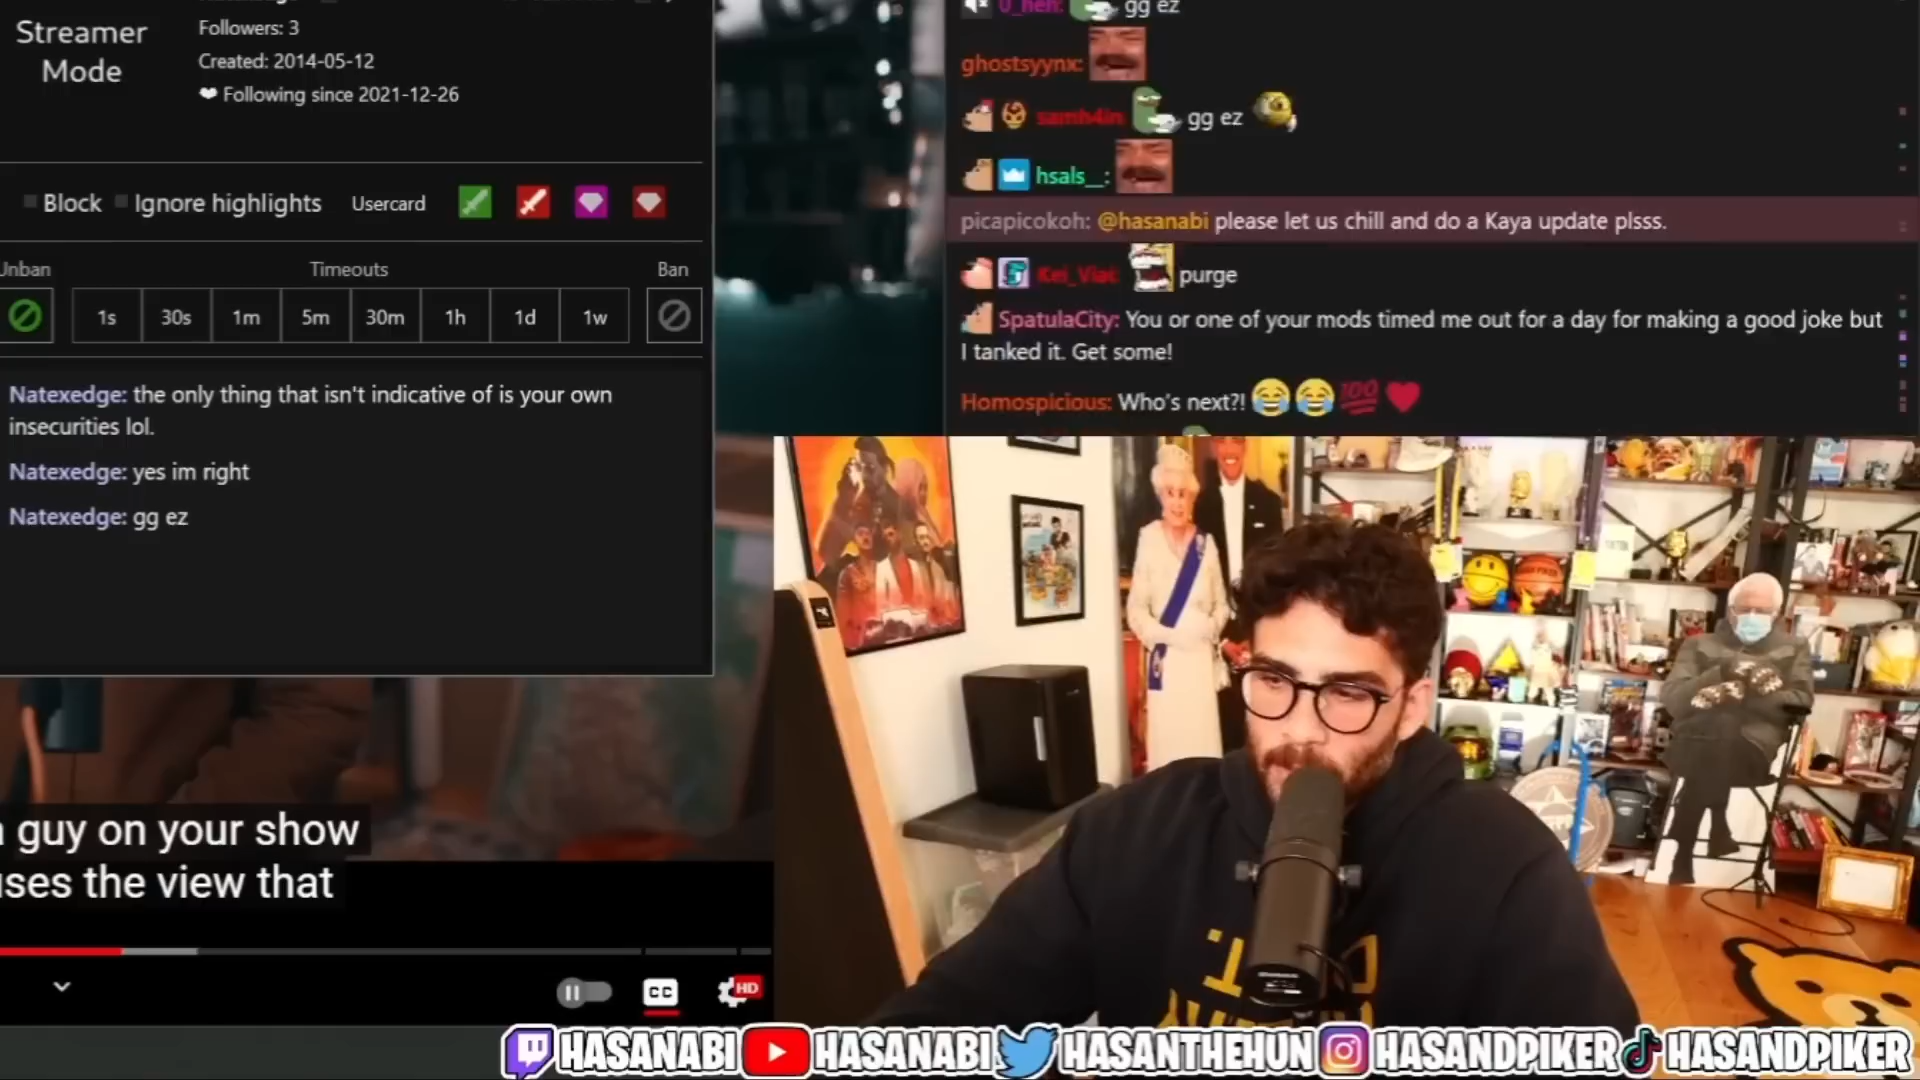 Streamer
Mode
Followers: 3
Created: 2014-05-12
Following since 2021-12-26
Block Ignore highlights Usercard
Unban Timeouts Ban
1s 30s 1m 5m 30m 1h 1d 1w
Natexedge: the only thing that isn't indicative of is your own
insecurities lol.
Natexedge: yes im right
Natexedge: gg ez
gg ez
ghostsyynx:
samh4in gg ez
hsals__:
picapicokoh: @hasanabi please let us chill and do a Kaya update plsss.
purge
SpatulaCity: You or one of your mods timed me out for a day for making a good joke but
I tanked it. Get some!
Homospicious: Who's next?! 😂 😂 💯 ♥
guy on your show
the view that
CC HD
HASANABI HASANABI HASANTHEHUN HASANDPIKER HASANDPIKER